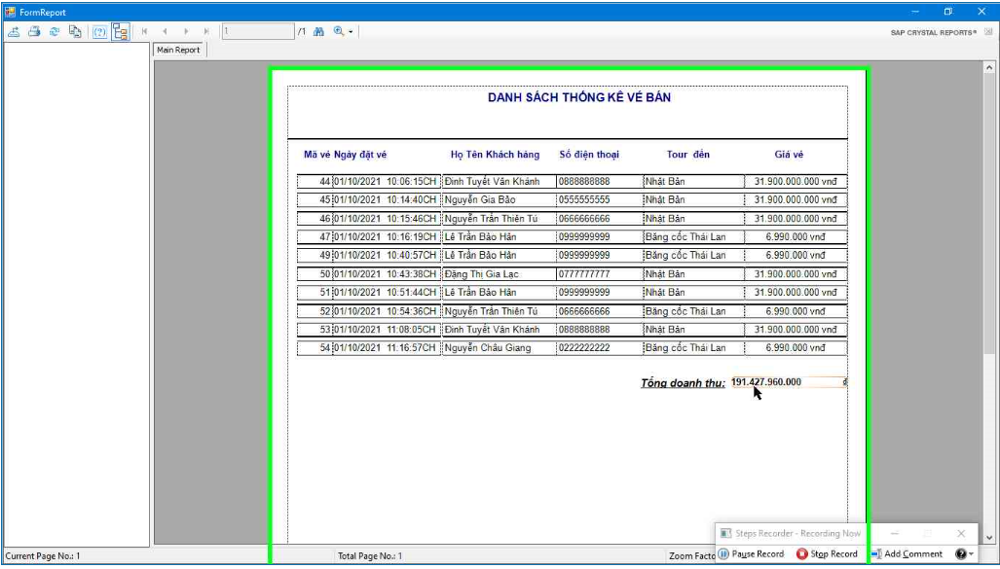 FormReport
1 /1 SAP CRYSTAL REPORTS®
Main Report
DANH SÁCH THỐNG KÊ VÉ BÁN
Mã vé Ngày đặt vé Họ Tên Khách hàng Số điện thoại Tour đến Giá vé
44 01/10/2021 10:06:15CH Đinh Tuyết Vân Khánh 0888888888 Nhật Bản 31.900.000.000 vnđ
45 01/10/2021 10:14:40CH Nguyễn Gia Bảo 0555555555 Nhật Bản 31.900.000.000 vnđ
46 01/10/2021 10:15:46CH Nguyễn Trần Thiên Tú 0666666666 Nhật Bản 31.900.000.000 vnđ
47 01/10/2021 10:16:19CH Lê Trần Bảo Hân 0999999999 Băng cốc Thái Lan 6.990.000 vnđ
49 01/10/2021 10:40:57CH Lê Trần Bảo Hân 0999999999 Băng cốc Thái Lan 6.990.000 vnđ
50 01/10/2021 10:43:38CH Đặng Thị Gia Lạc 0777777777 Nhật Bản 31.900.000.000 vnđ
51 01/10/2021 10:51:44CH Lê Trần Bảo Hân 0999999999 Nhật Bản 31.900.000.000 vnđ
52 01/10/2021 10:54:36CH Nguyễn Trần Thiên Tú 0666666666 Băng cốc Thái Lan 6.990.000 vnđ
53 01/10/2021 11:08:05CH Đinh Tuyết Vân Khánh 0888888888 Nhật Bản 31.900.000.000 vnđ
54 01/10/2021 11:16:57CH Nguyễn Châu Giang 0222222222 Băng cốc Thái Lan 6.990.000 vnđ
Tổng doanh thu: 191.427.960.000 đ
Steps Recorder - Recording Now
Pause Record Stop Record Add Comment
Current Page No.: 1 Total Page No.: 1 Zoom Facto